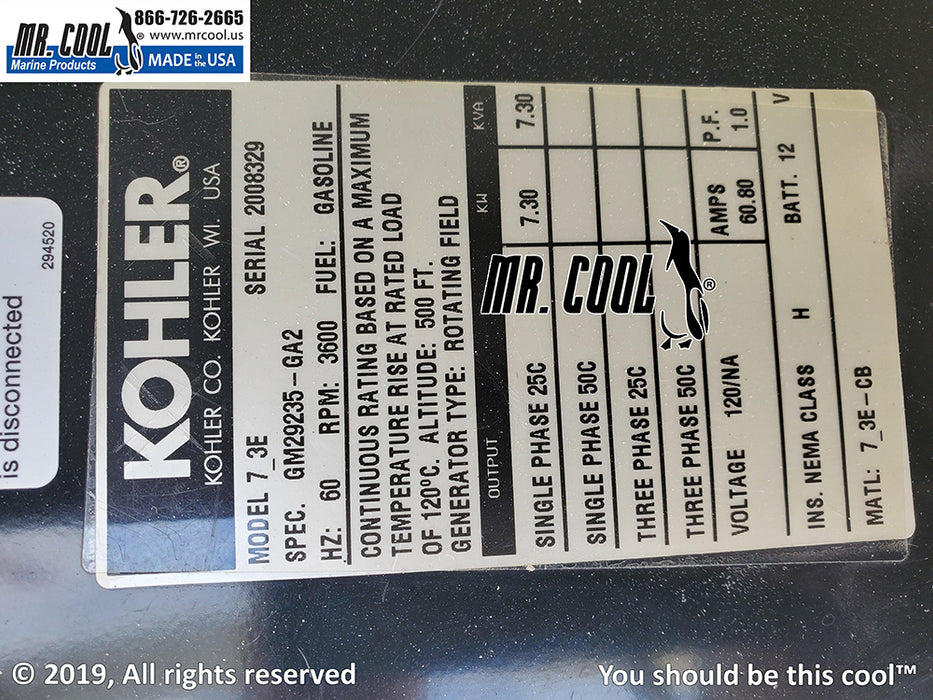 MR. COOL®
Marine Products
866-726-2665
www.mrcool.us
MADE in the USA
is disconnected
294520
KOHLER®
KOHLER CO. KOHLER WI. USA
MODEL 7_3E SERIAL 2008329
SPEC. GM29235-GA2
HZ: 60 RPM: 3600 FUEL: GASOLINE
CONTINUOUS RATING BASED ON A MAXIMUM
TEMPERATURE RISE AT RATED LOAD
OF 120°C. ALTITUDE: 500 FT.
GENERATOR TYPE: ROTATING FIELD
OUTPUT KW KVA
SINGLE PHASE 25C 7.30 7.30
SINGLE PHASE 50C
THREE PHASE 25C
THREE PHASE 50C
AMPS P.F.
VOLTAGE 120/NA 60.80 1.0
INS. NEMA CLASS H BATT. 12 V
MATL: 7_3E-CB
MR. COOL®
© 2019, All rights reserved
You should be this cool™